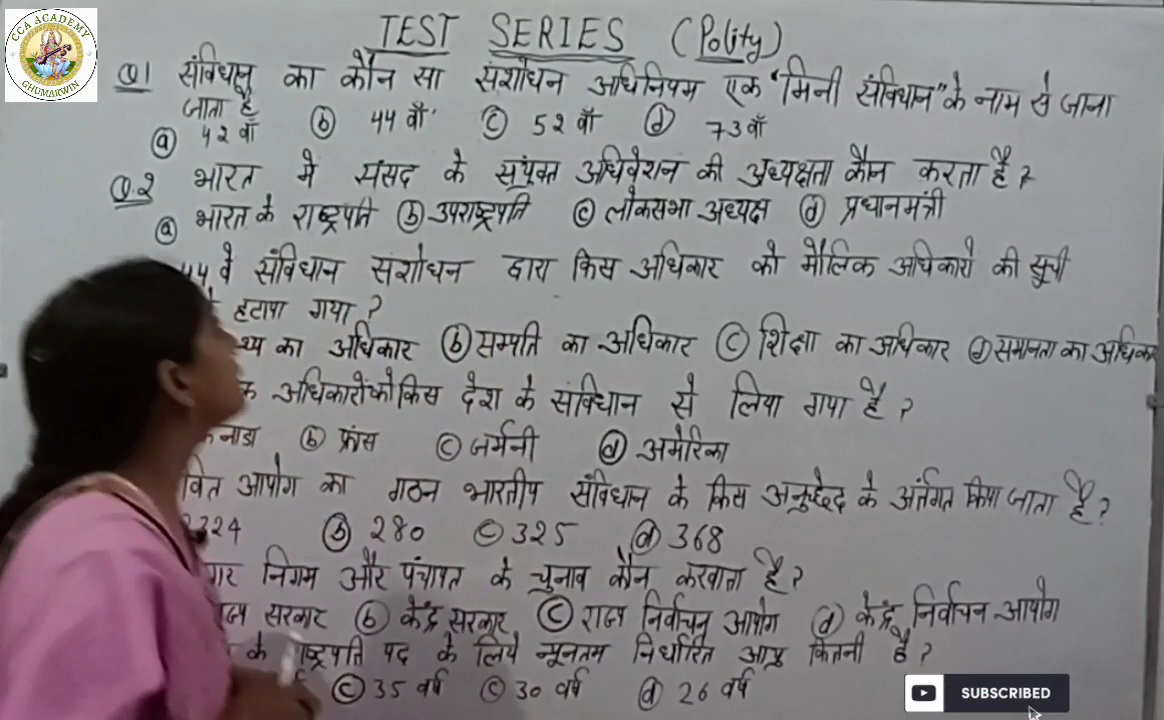 CCA ACADEMY
GHUMARWIN
TEST SERIES (Polity)
Q1 संविधान का कौन सा संशोधन अधिनियम एक "मिनी संविधान" के नाम से जाना
जाता है
(a) 42 वाँ (b) 44 वाँ (c) 52 वाँ (d) 73 वाँ
Q.2 भारत मे संसद के सयुंक्त अधिवेशन की अध्यक्षता कौन करता है?
(a) भारत के राष्ट्रपति (b) उपराष्ट्रपति (c) लोकसभा अध्यक्ष (d) प्रधानमंत्री
44 वे संविधान संशोधन द्वारा किस अधिकार को मौलिक अधिकारो की सूची
हटाया गया?
का अधिकार (b) सम्पति का अधिकार (c) शिक्षा का अधिकार (d) समानता का अधिकार
अधिकारों को किस देश के संविधान से लिया गया है?
(b) फ्रांस (c) जर्मनी (d) अमेरिका
वित आयोग का गठन भारतीय संविधान के किस अनुच्छेद के अंर्तगत किया जाता है?
324 (b) 280 (c) 325 (d) 368
निगम और पंचायत के चुनाव कौन करवाता है?
सरकार (b) केंद्र सरकार (c) राज्य निर्वाचन आयोग (d) केंद्र निर्वाचन आयोग
के राष्ट्रपति पद के लिये न्यूनतम निर्धारित आयु कितनी है?
(c) 35 वर्ष (c) 30 वर्ष (d) 26 वर्ष
SUBSCRIBED